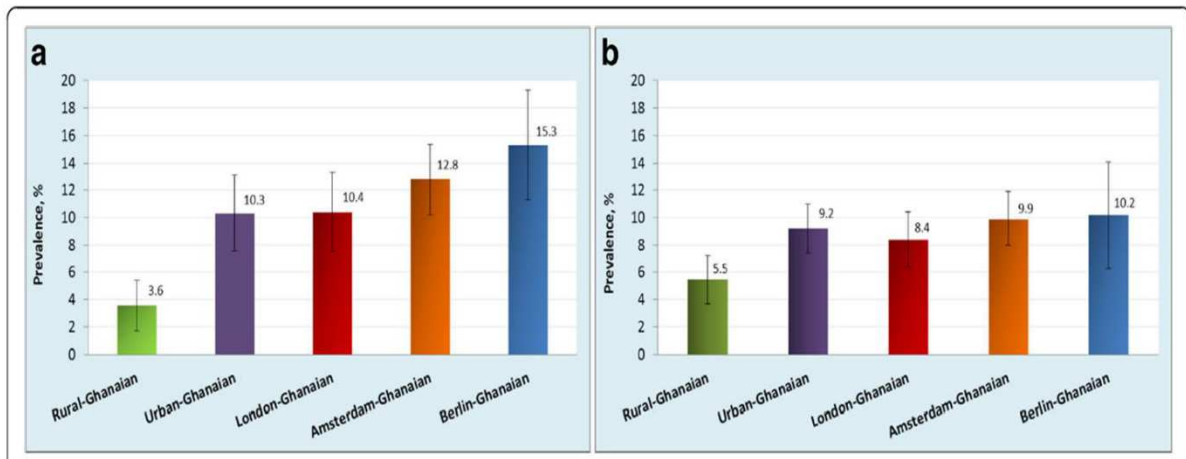 a
20
18
16
14
12
10
8
6
4
2
0
Prevalence, %
3.6
10.3
10.4
12.8
15.3
Rural-Ghanaian
Urban-Ghanaian
London-Ghanaian
Amsterdam-Ghanaian
Berlin-Ghanaian
b
20
18
16
14
12
10
8
6
4
2
0
Prevalence, %
5.5
9.2
8.4
9.9
10.2
Rural-Ghanaian
Urban-Ghanaian
London-Ghanaian
Amsterdam-Ghanaian
Berlin-Ghanaian